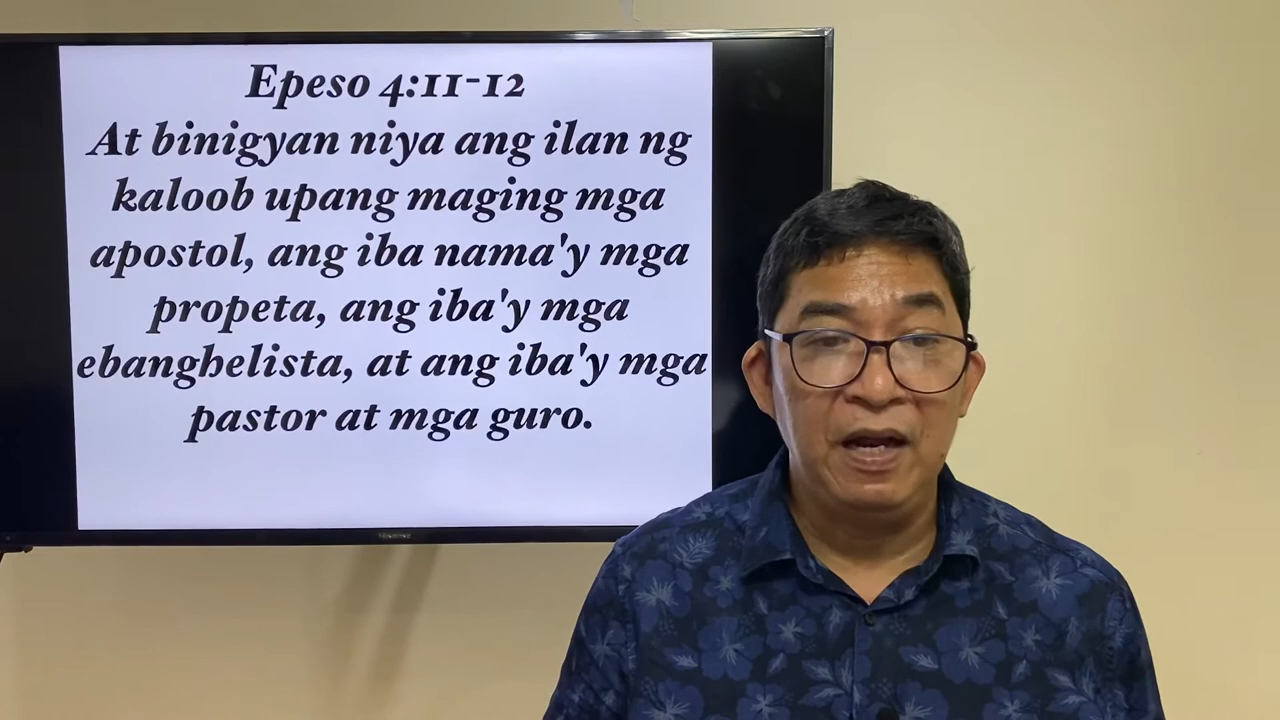 Epeso 4:11-12
At binigyan niya ang ilan ng
kaloob upang maging mga
apostol, ang iba nama'y mga
propeta, ang iba'y mga
ebanghelista, at ang iba'y mga
pastor at mga guro.